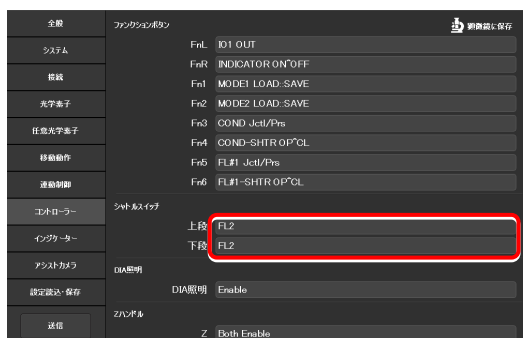 全般
システム
接続
光学素子
任意光学素子
移動動作
連動制御
コントローラー
インジケーター
アシストカメラ
設定読込・保存
送信
ファンクションボタン
顕微鏡に保存
FnL IO1 OUT
FnR INDICATOR ON^OFF
Fn1 MODE1 LOAD::SAVE
Fn2 MODE2 LOAD::SAVE
Fn3 COND Jctl/Prs
Fn4 COND-SHTR OP^CL
Fn5 FL#1 Jctl/Prs
Fn6 FL#1-SHTR OP^CL
シャトルスイッチ
上段 FL2
下段 FL2
DIA照明
DIA照明 Enable
Zハンドル
Z Both Enable